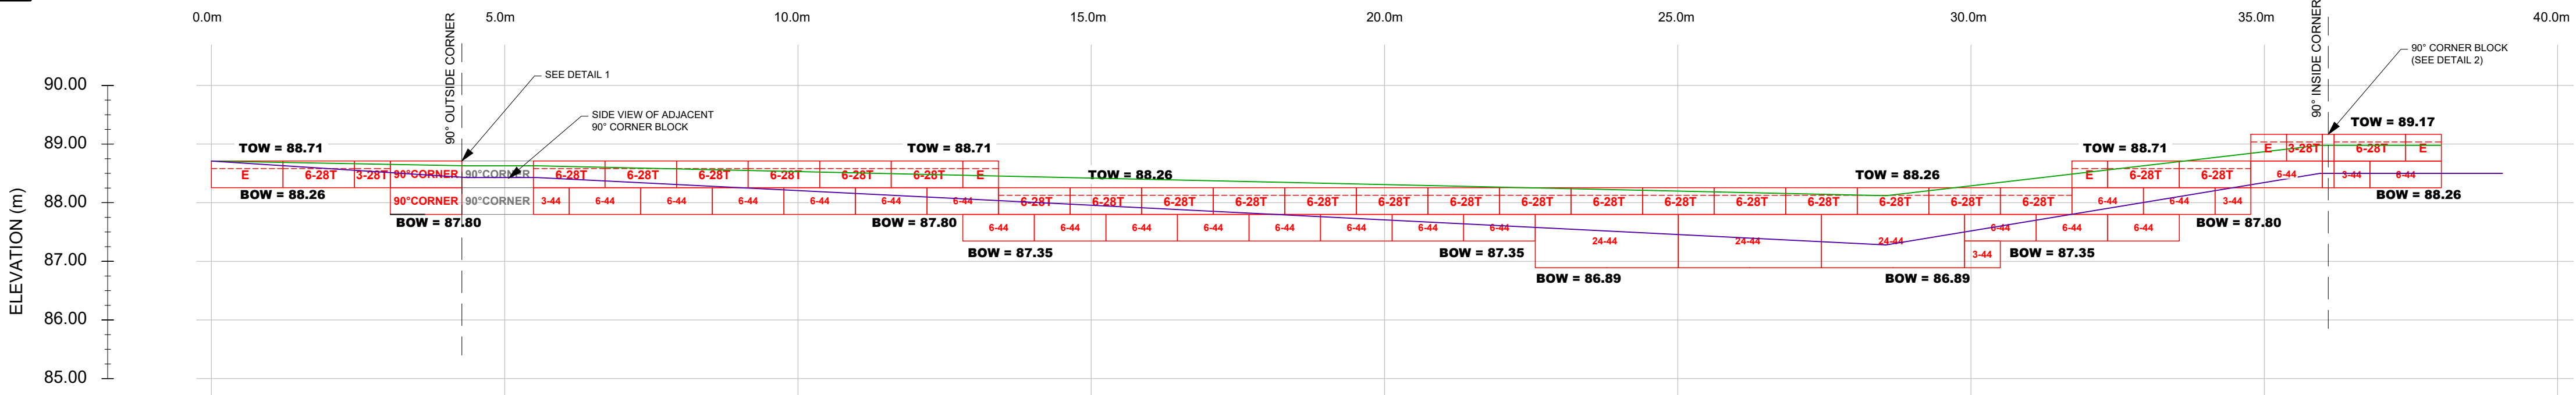 0.0m 5.0m 10.0m 15.0m 20.0m 25.0m 30.0m 35.0m 40.0m
90° OUTSIDE CORNER
90° INSIDE CORNER
SEE DETAIL 1
90° CORNER BLOCK
(SEE DETAIL 2)
SIDE VIEW OF ADJACENT
90° CORNER BLOCK
ELEVATION (m)
90.00
89.00
88.00
87.00
86.00
85.00
TOW = 89.17
TOW = 88.71 TOW = 88.71 TOW = 88.71
E 3-28T 6-28T E
TOW = 88.26 TOW = 88.26
E 6-28T 3-28T 90°CORNER 90°CORNER 6-28T 6-28T 6-28T 6-28T 6-28T 6-28T E E 6-28T 6-28T 6-44 3-44 6-44
BOW = 88.26 BOW = 88.26
90°CORNER 90°CORNER 3-44 6-44 6-44 6-44 6-44 6-44 6-44 6-28T 6-28T 6-28T 6-28T 6-28T 6-28T 6-28T 6-28T 6-28T 6-28T 6-28T 6-28T 6-28T 6-28T 6-28T 6-44 6-44 3-44
BOW = 87.80 BOW = 87.80 BOW = 87.80
6-44 6-44 6-44 6-44 6-44 6-44 6-44 6-44 24-44 24-44 24-44 6-44 6-44 6-44
BOW = 87.35 BOW = 87.35 3-44 BOW = 87.35
BOW = 86.89 BOW = 86.89